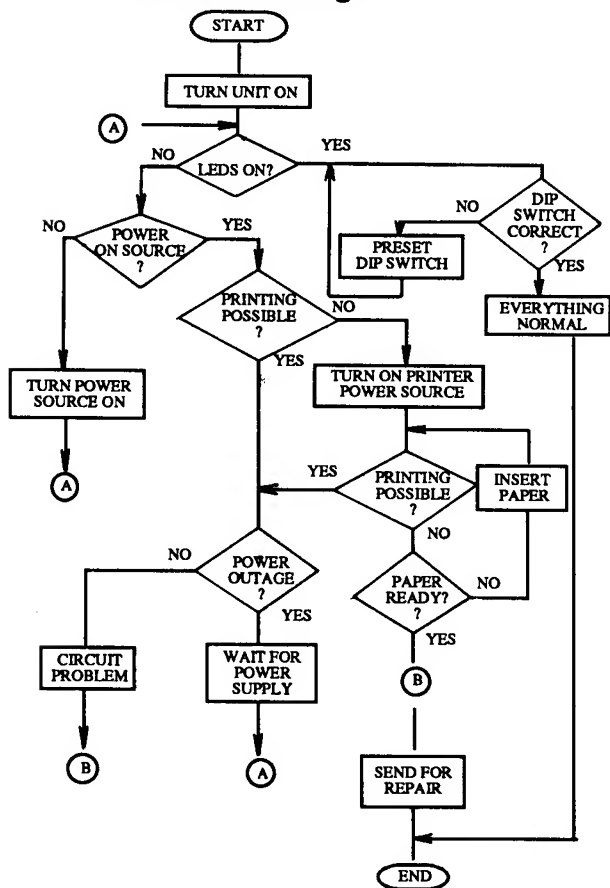 START
TURN UNIT ON
A
YES
NO
LEDS ON?
DIP
SWITCH
CORRECT
?
NO
YES
NO
POWER
ON SOURCE
?
YES
PRESET
DIP SWITCH
PRINTING
POSSIBLE
?
NO
YES
EVERYTHING
NORMAL
TURN POWER
SOURCE ON
TURN ON PRINTER
POWER SOURCE
A
YES
PRINTING
POSSIBLE
?
NO
INSERT
PAPER
NO
POWER
OUTAGE
?
YES
PAPER
READY?
?
NO
YES
CIRCUIT
PROBLEM
WAIT FOR
POWER
SUPPLY
B
B
A
SEND FOR
REPAIR
END